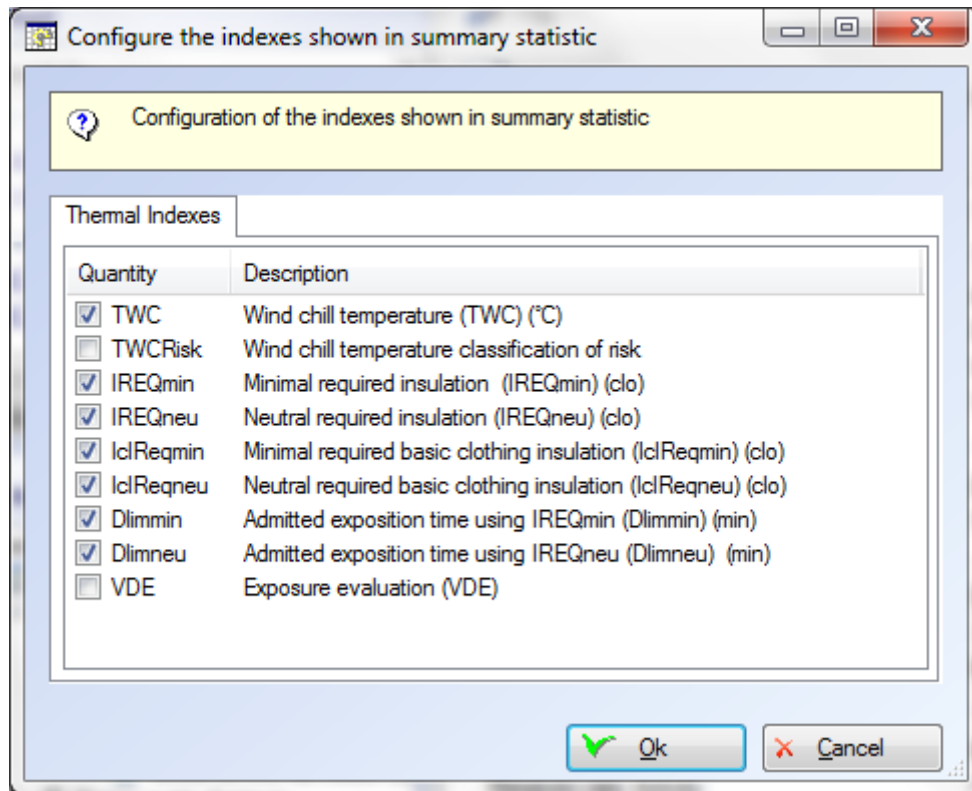 Configure the indexes shown in summary statistic
Configuration of the indexes shown in summary statistic
Thermal Indexes
Quantity Description
TWC Wind chill temperature (TWC) (°C)
TWCRisk Wind chill temperature classification of risk
IREQmin Minimal required insulation (IREQmin) (clo)
IREQneu Neutral required insulation (IREQneu) (clo)
IclReqmin Minimal required basic clothing insulation (IclReqmin) (clo)
IclReqneu Neutral required basic clothing insulation (IclReqneu) (clo)
Dlimmin Admitted exposition time using IREQmin (Dlimmin) (min)
Dlimneu Admitted exposition time using IREQneu (Dlimneu) (min)
VDE Exposure evaluation (VDE)
Ok Cancel